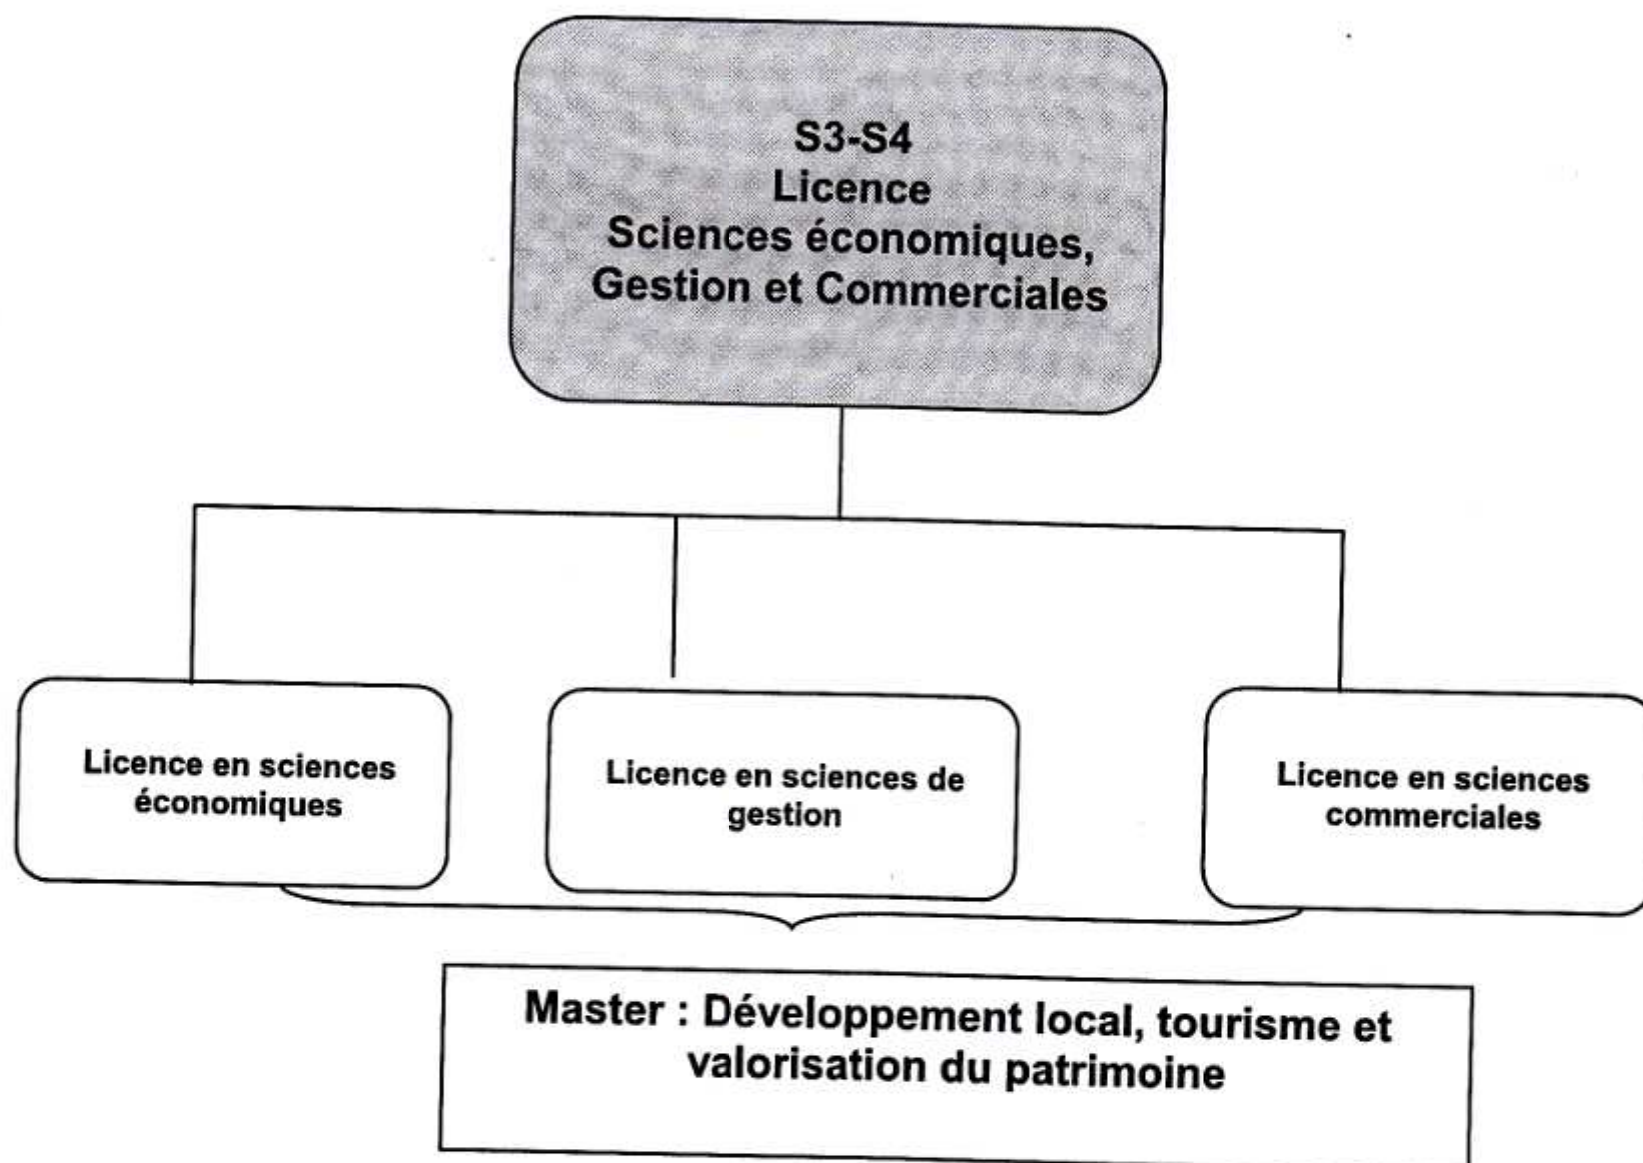 S3-S4
Licence
Sciences économiques,
Gestion et Commerciales
Licence en sciences
économiques
Licence en sciences de
gestion
Licence en sciences
commerciales
Master : Développement local, tourisme et
valorisation du patrimoine